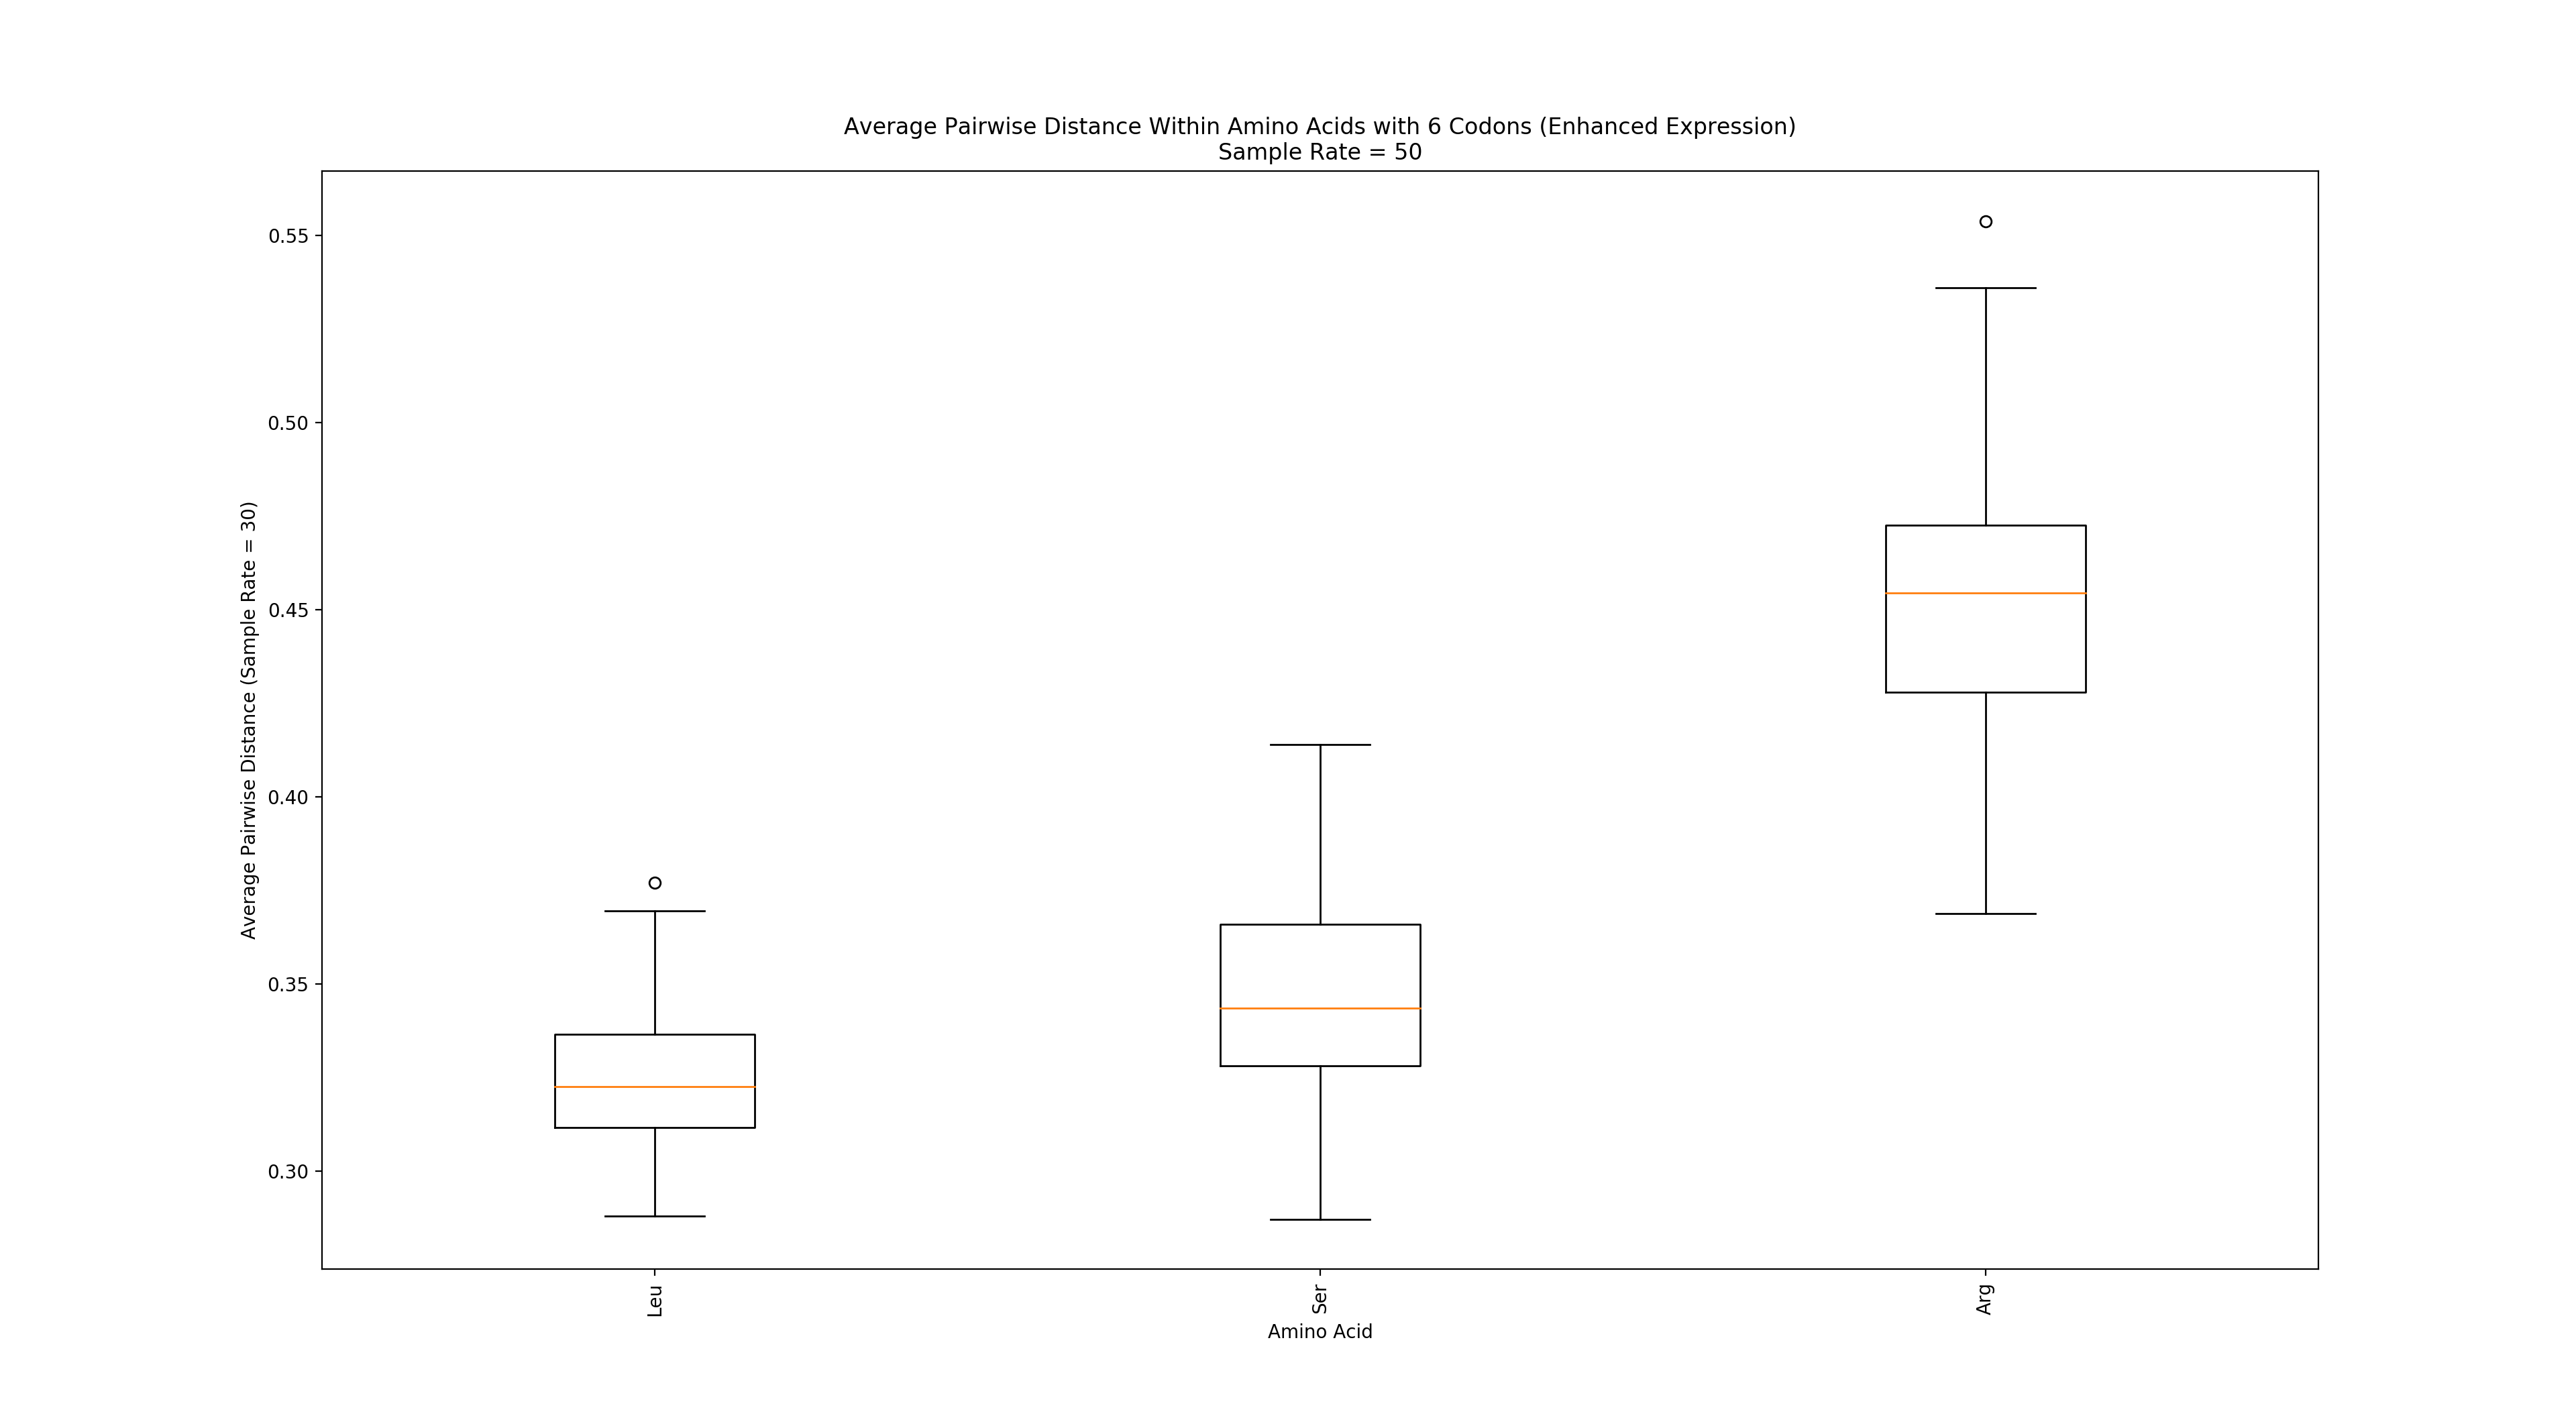 Average Pairwise Distance Within Amino Acids with 6 Codons (Enhanced Expression)
Sample Rate = 50
Average Pairwise Distance (Sample Rate = 30)
0.55
0.50
0.45
0.40
0.35
0.30
Leu
Ser
Arg
Amino Acid